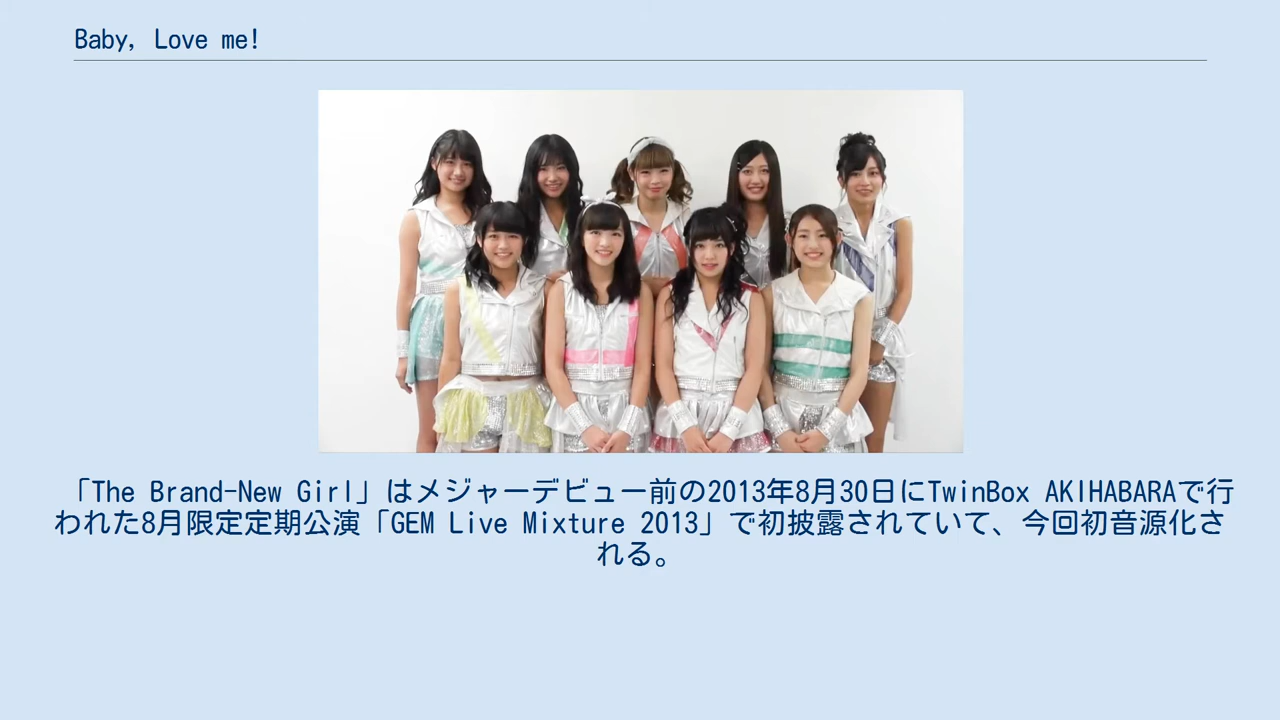 Baby, Love me!
「The Brand-New Girl」はメジャーデビュー前の2013年8月30日にTwinBox AKIHABARAで行
われた8月限定定期公演「GEM Live Mixture 2013」で初披露されていて、今回初音源化さ
れる。